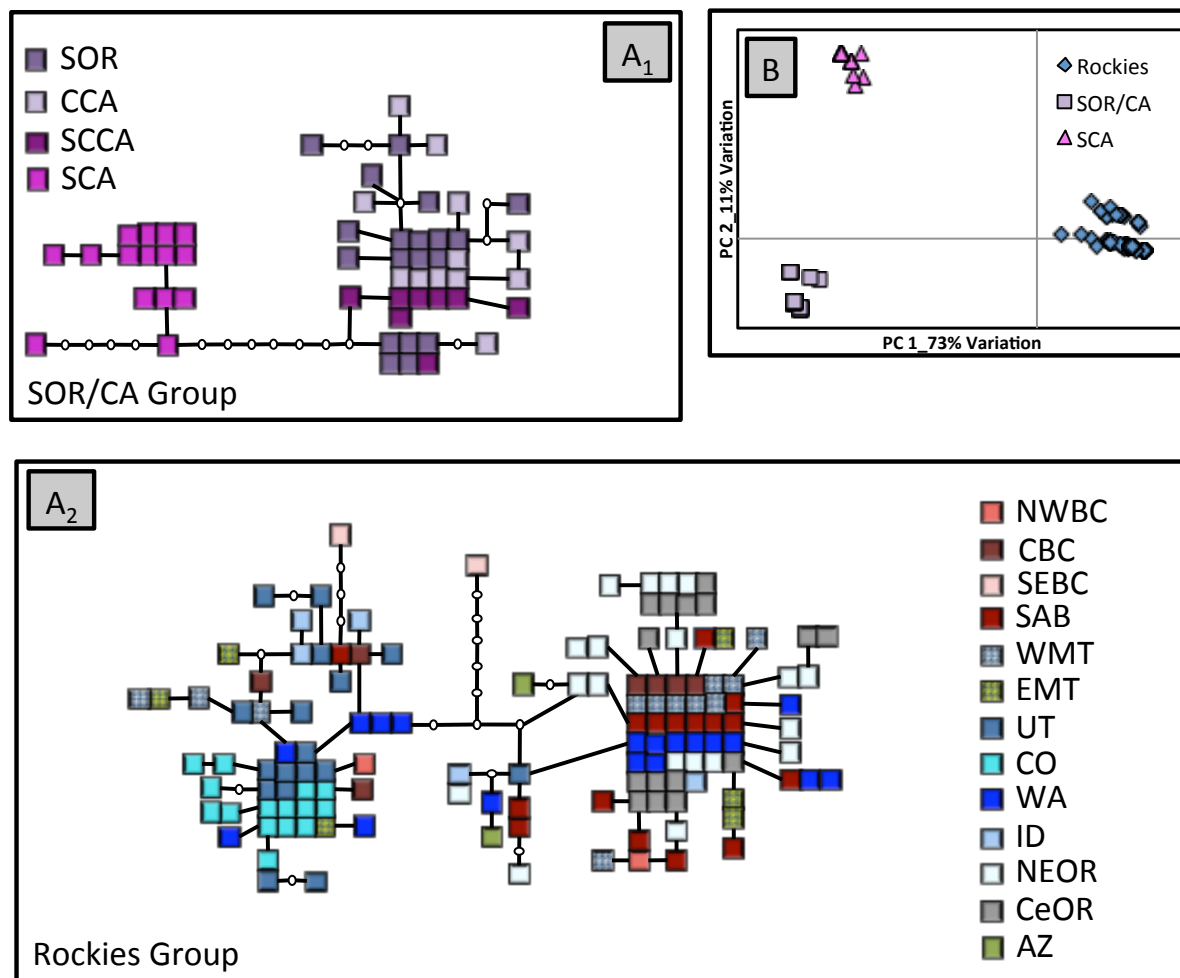 A1
SOR
CCA
SCCA
SCA
SOR/CA Group
B
Rockies
SOR/CA
SCA
PC 2_11% Variation
PC 1_73% Variation
A2
NWBC
CBC
SEBC
SAB
WMT
EMT
UT
CO
WA
ID
NEOR
CeOR
AZ
Rockies Group